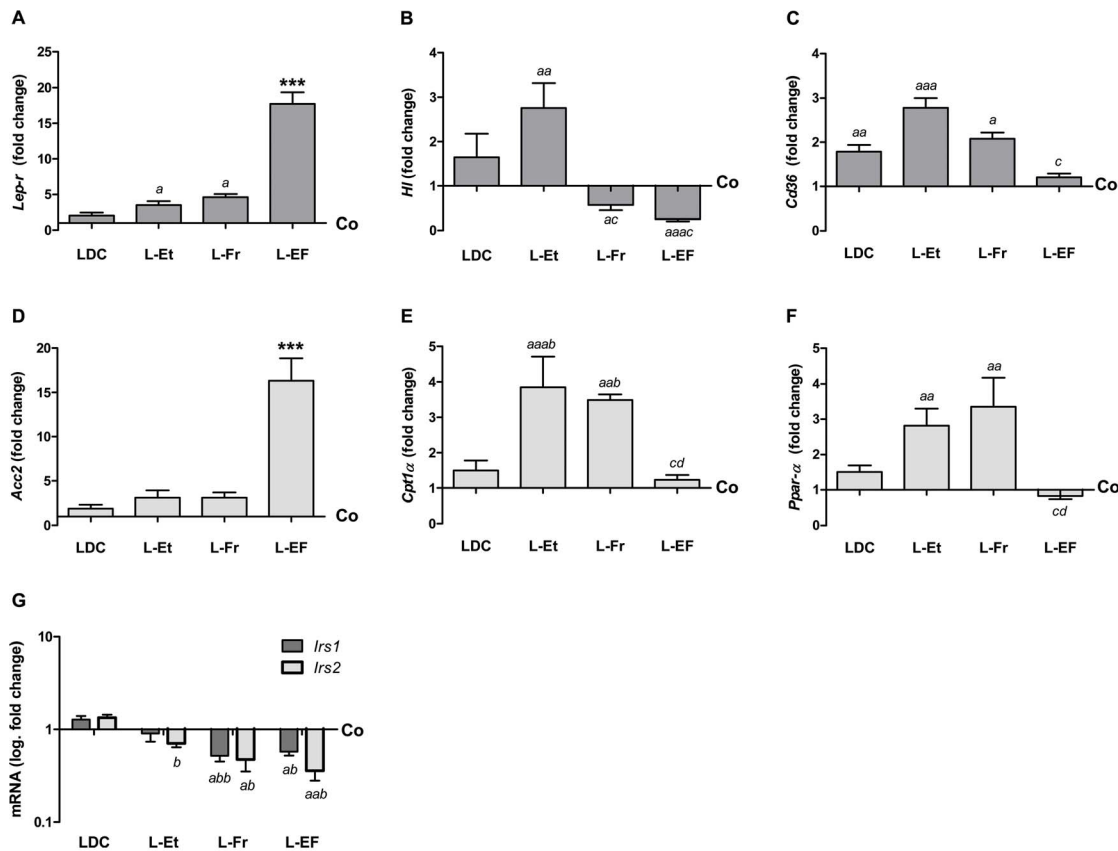 A
Lep-r (fold change)
25
20
15
10
5
0
a
a
***
Co
LDC L-Et L-Fr L-EF
B
Hl (fold change)
4
3
2
1
0
aa
ac
aaac
Co
LDC L-Et L-Fr L-EF
C
Cd36 (fold change)
4
3
2
1
0
aa
aaa
a
c
Co
LDC L-Et L-Fr L-EF
D
Acc2 (fold change)
20
15
10
5
0
***
Co
LDC L-Et L-Fr L-EF
E
Cpt1α (fold change)
5
4
3
2
1
0
aaab
aab
cd
Co
LDC L-Et L-Fr L-EF
F
Ppar-α (fold change)
5
4
3
2
1
0
aa
aa
cd
Co
LDC L-Et L-Fr L-EF
G
mRNA (log. fold change)
10
1
0.1
Irs1
Irs2
b
abb
ab
ab
aab
Co
LDC L-Et L-Fr L-EF